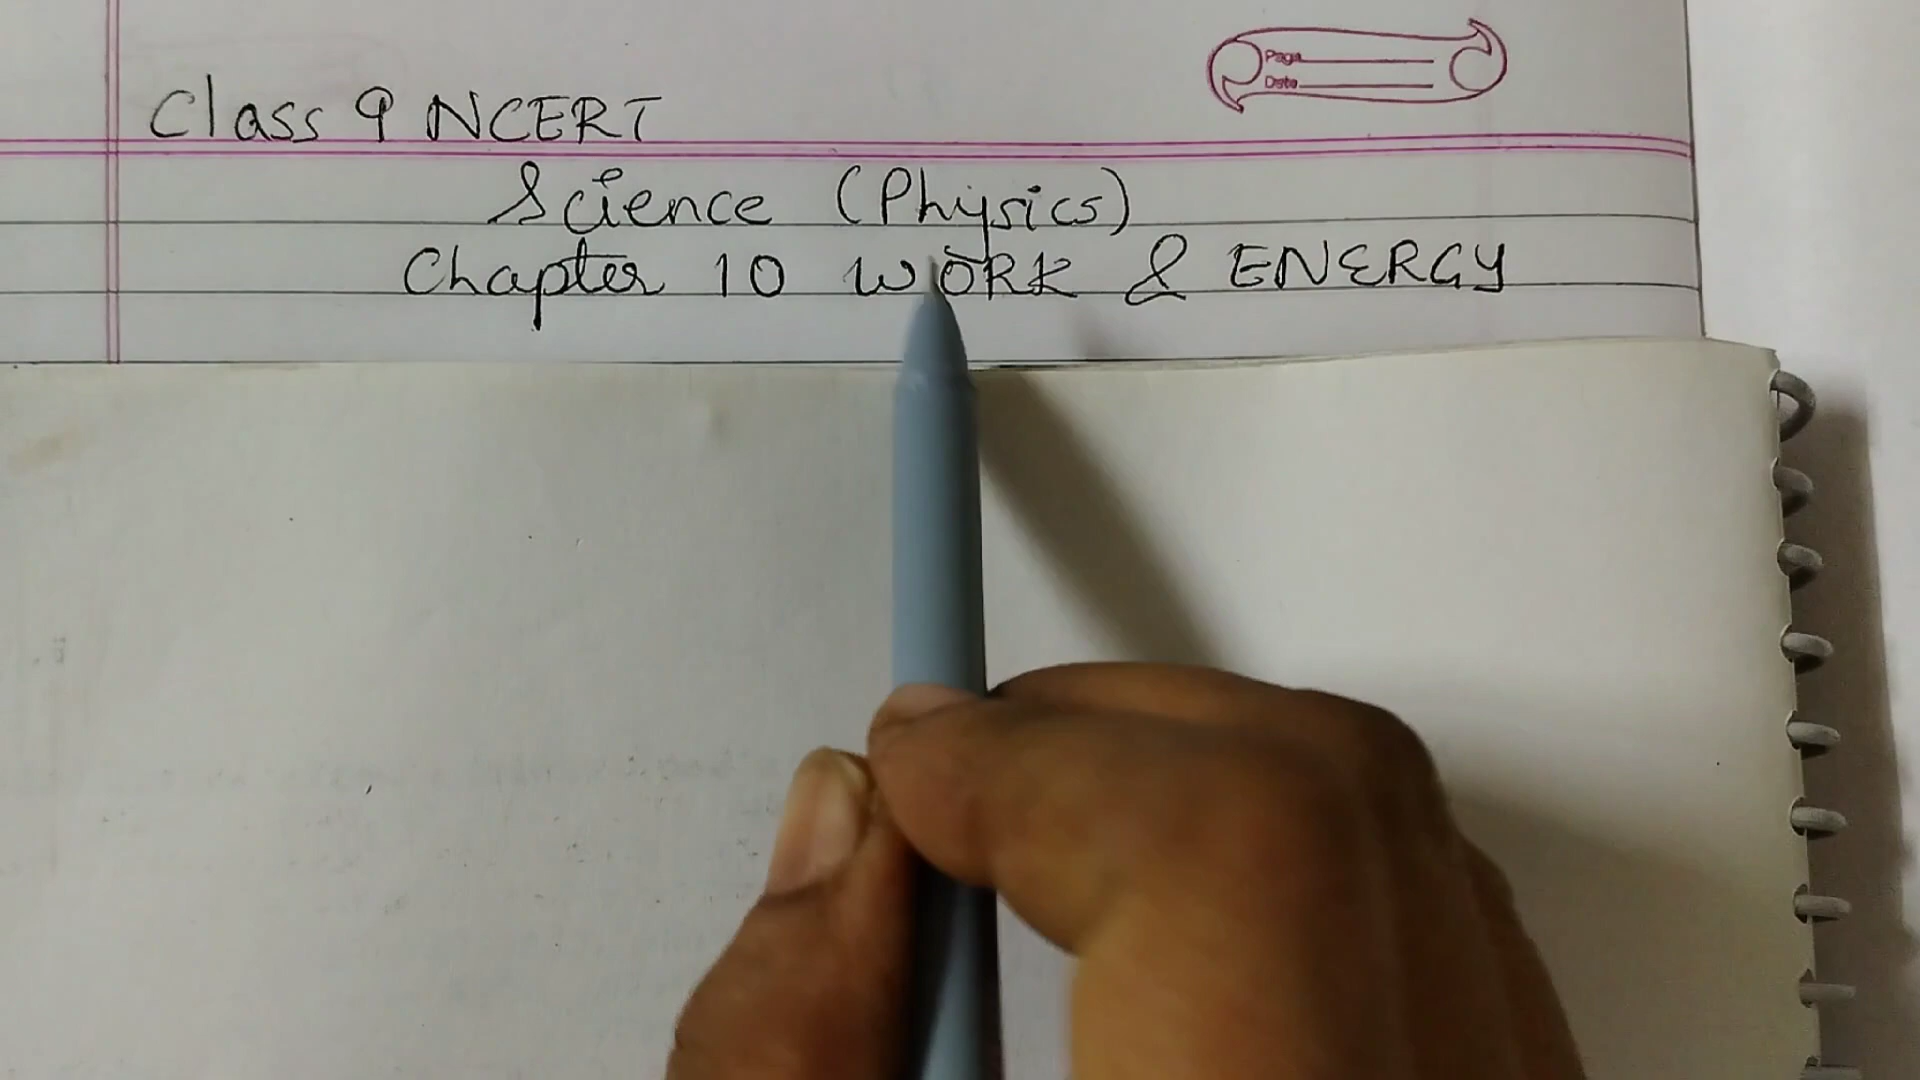 Page
Date
Class 9 NCERT
Science (Physics)
Chapter 10 WORK & ENERGY